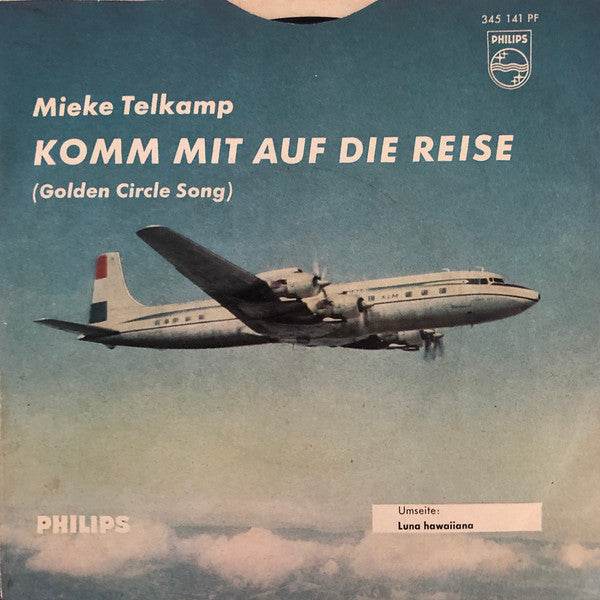 345 141 PF
PHILIPS
Mieke Telkamp
KOMM MIT AUF DIE REISE
(Golden Circle Song)
KLM
PHILIPS
Umseite:
Luna hawaiiana